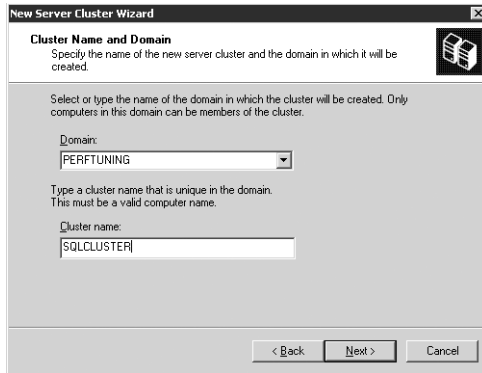 New Server Cluster Wizard
Cluster Name and Domain
Specify the name of the new server cluster and the domain in which it will be
created.
Select or type the name of the domain in which the cluster will be created. Only
computers in this domain can be members of the cluster.
Domain:
PERFTUNING
Type a cluster name that is unique in the domain.
This must be a valid computer name.
Cluster name:
SQLCLUSTER
< Back
Next >
Cancel